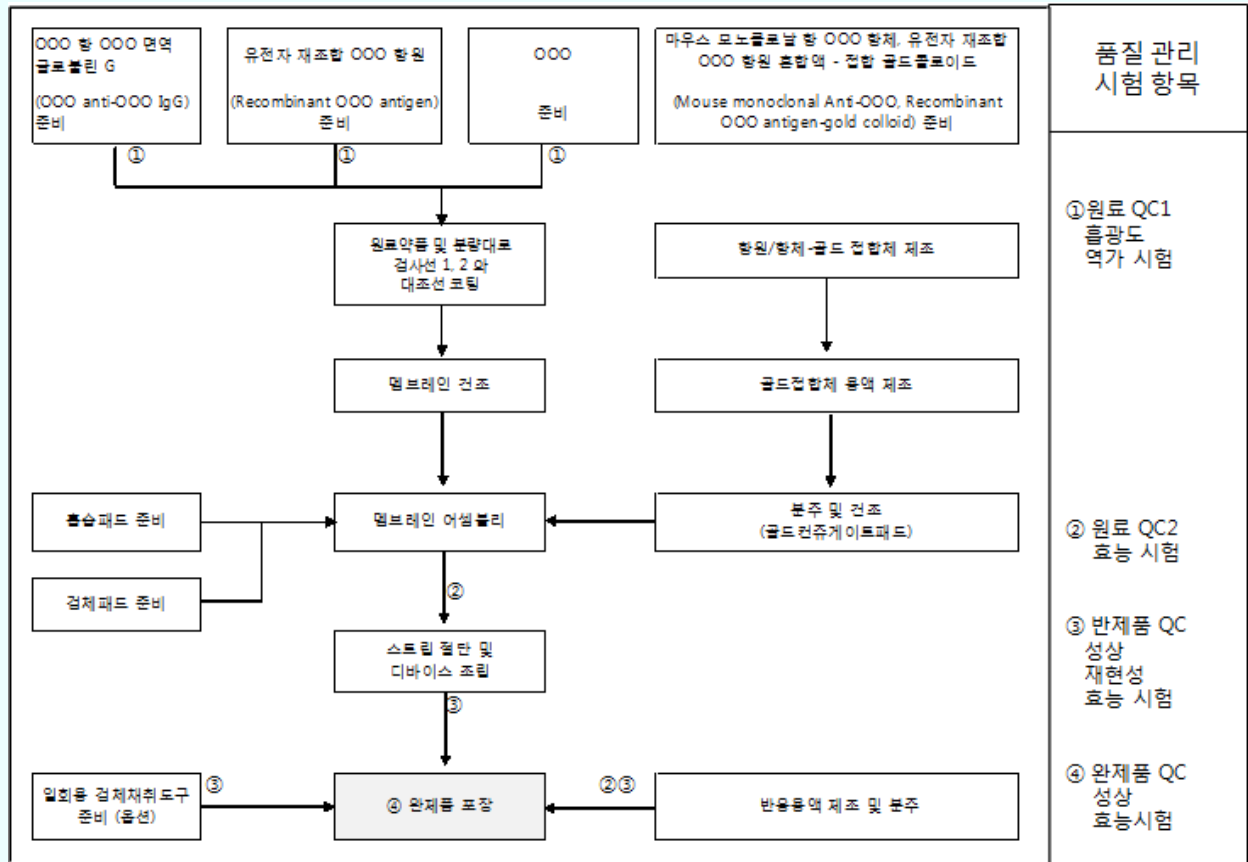 OOO 항 OOO 면역
글로불린 G
(OOO anti-OOO IgG)
준비
유전자 재조합 OOO 항원
(Recombinant OOO antigen)
준비
OOO
준비
마우스 모노클로날 항 OOO 항체, 유전자 재조합
OOO 항원 혼합액 - 접합 골드콜로이드
(Mouse monoclonal Anti-OOO, Recombinant
OOO antigen-gold colloid) 준비
품질 관리
시험 항목
①
①
①
①원료 QC1
흡광도
역가 시험
원료약품 및 분량대로
검사선 1, 2 와
대조선 코팅
항원/항체-골드 접합체 제조
멤브레인 건조
골드접합체 용액 제조
흡습패드 준비
멤브레인 어셈블리
분주 및 건조
(골드컨쥬게이트패드)
② 원료 QC2
효능 시험
검체패드 준비
②
스트립 절단 및
디바이스 조립
③ 반제품 QC
성상
재현성
효능 시험
③
일회용 검체채취도구
준비 (옵션)
③
④ 완제품 포장
②③
반응용액 제조 및 분주
④ 완제품 QC
성상
효능시험